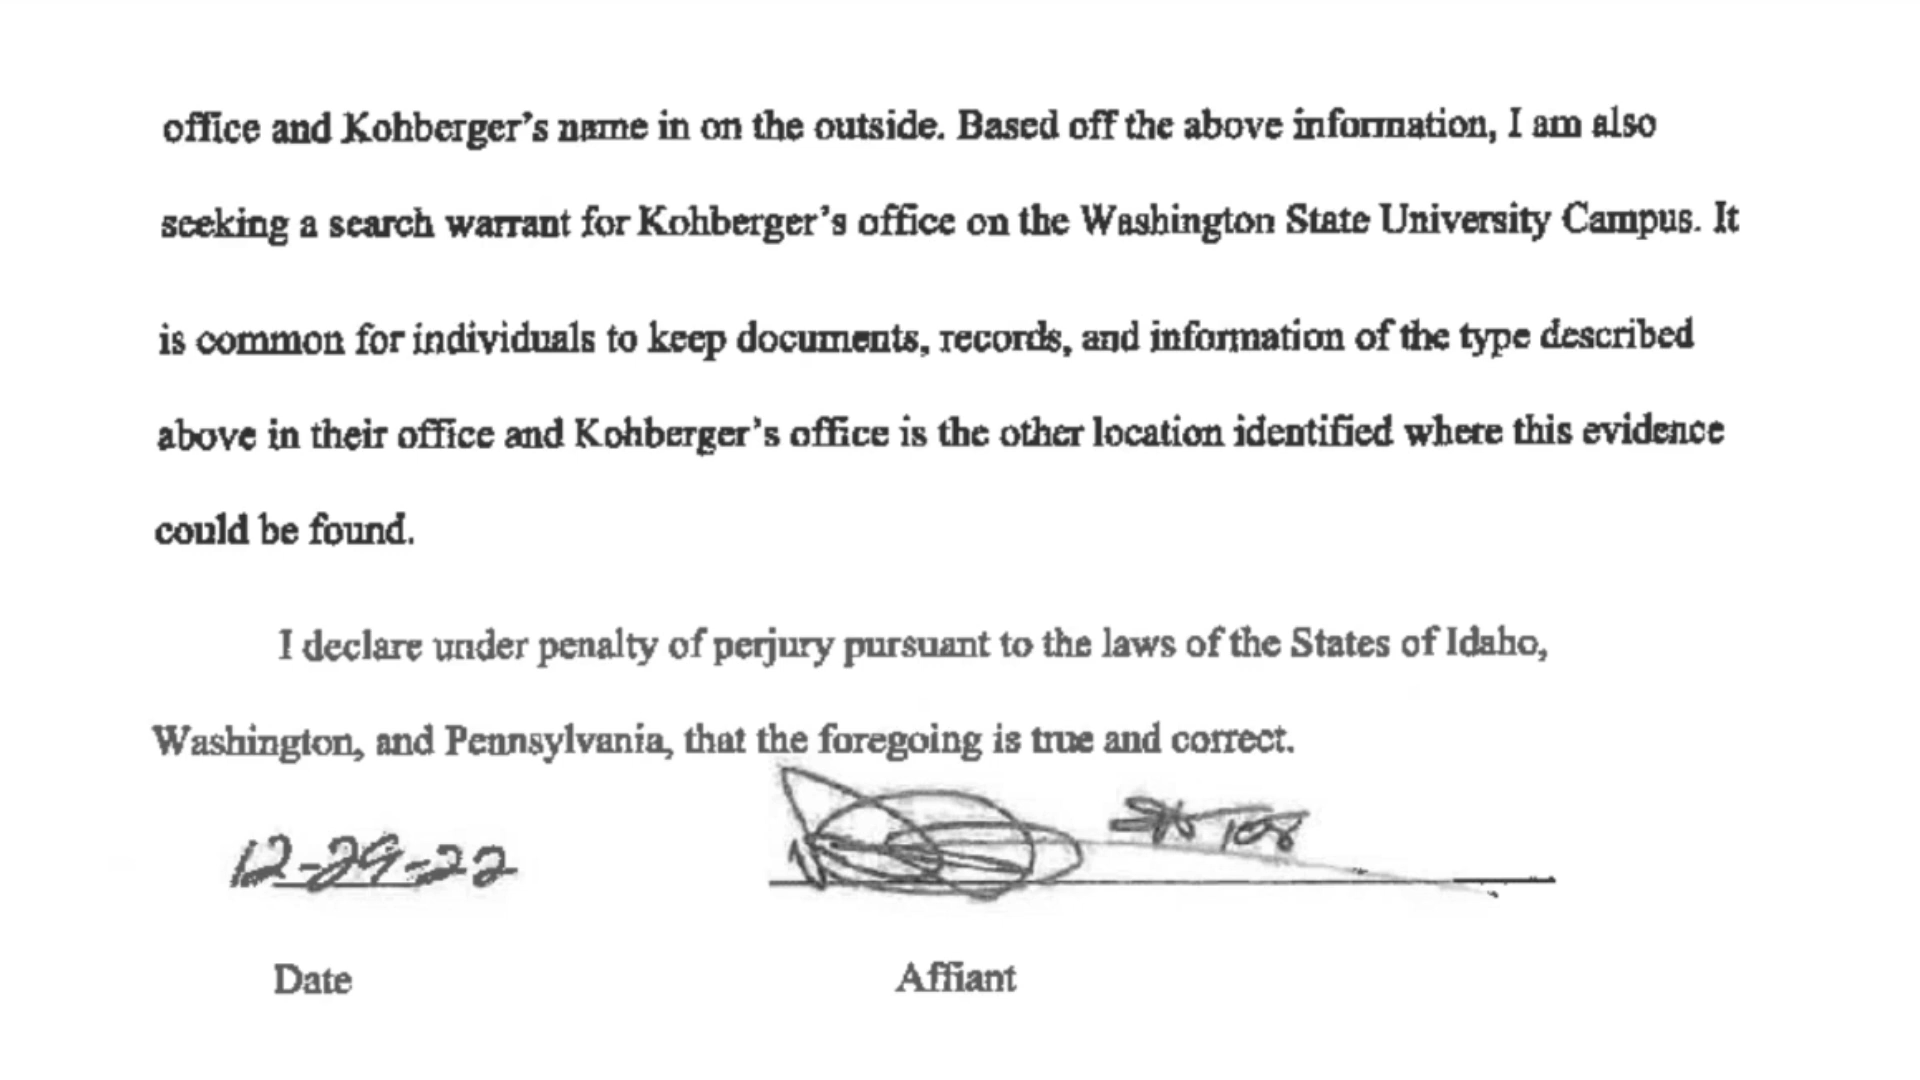 office and Kohberger's name in on the outside. Based off the above information, I am also
seeking a search warrant for Kohberger's office on the Washington State University Campus. It
is common for individuals to keep documents, records, and information of the type described
above in their office and Kohberger's office is the other location identified where this evidence
could be found.
I declare under penalty of perjury pursuant to the laws of the States of Idaho,
Washington, and Pennsylvania, that the foregoing is true and correct.
12-29-22
Date Affiant